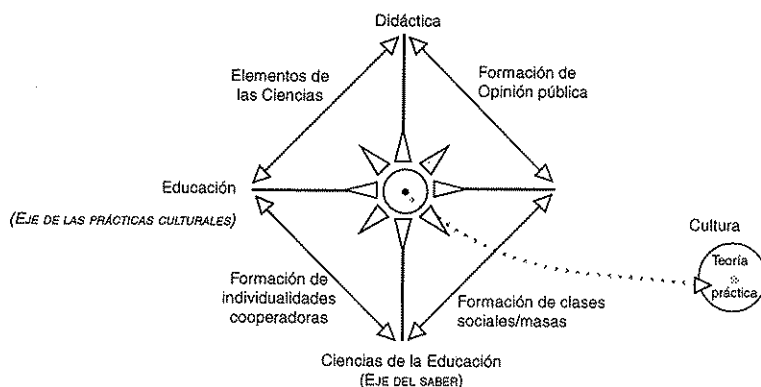 Didáctica
Elementos de
las Ciencias
Formación de
Opinión pública
Educación
(EJE DE LAS PRÁCTICAS CULTURALES)
Cultura
Teoría
práctica
Formación de
individualidades
cooperadoras
Formación de clases
sociales/masas
Ciencias de la Educación
(EJE DEL SABER)